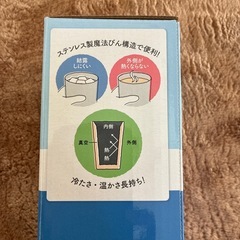 ステンレス製魔法びん構造で便利!
結露
しにくい
外側が
熱くならない
内側
真空
外側
熱
熱
冷たさ・温かさ長持ち!